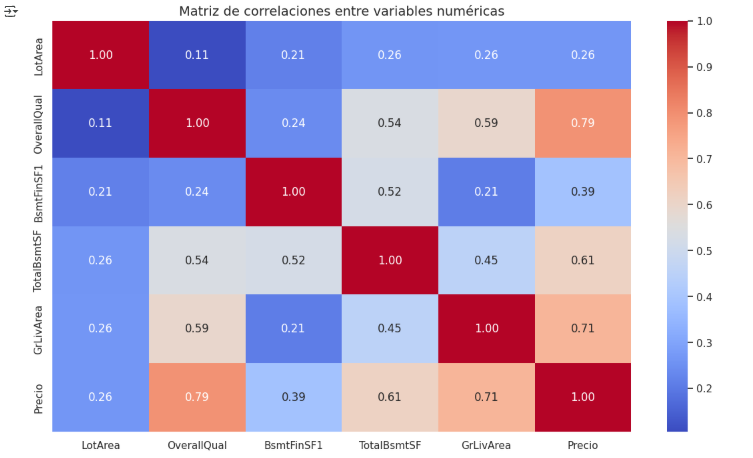 Matriz de correlaciones entre variables numéricas
LotArea 1.00 0.11 0.21 0.26 0.26 0.26
OverallQual 0.11 1.00 0.24 0.54 0.59 0.79
BsmtFinSF1 0.21 0.24 1.00 0.52 0.21 0.39
TotalBsmtSF 0.26 0.54 0.52 1.00 0.45 0.61
GrLivArea 0.26 0.59 0.21 0.45 1.00 0.71
Precio 0.26 0.79 0.39 0.61 0.71 1.00
LotArea OverallQual BsmtFinSF1 TotalBsmtSF GrLivArea Precio
1.0
0.9
0.8
0.7
0.6
0.5
0.4
0.3
0.2